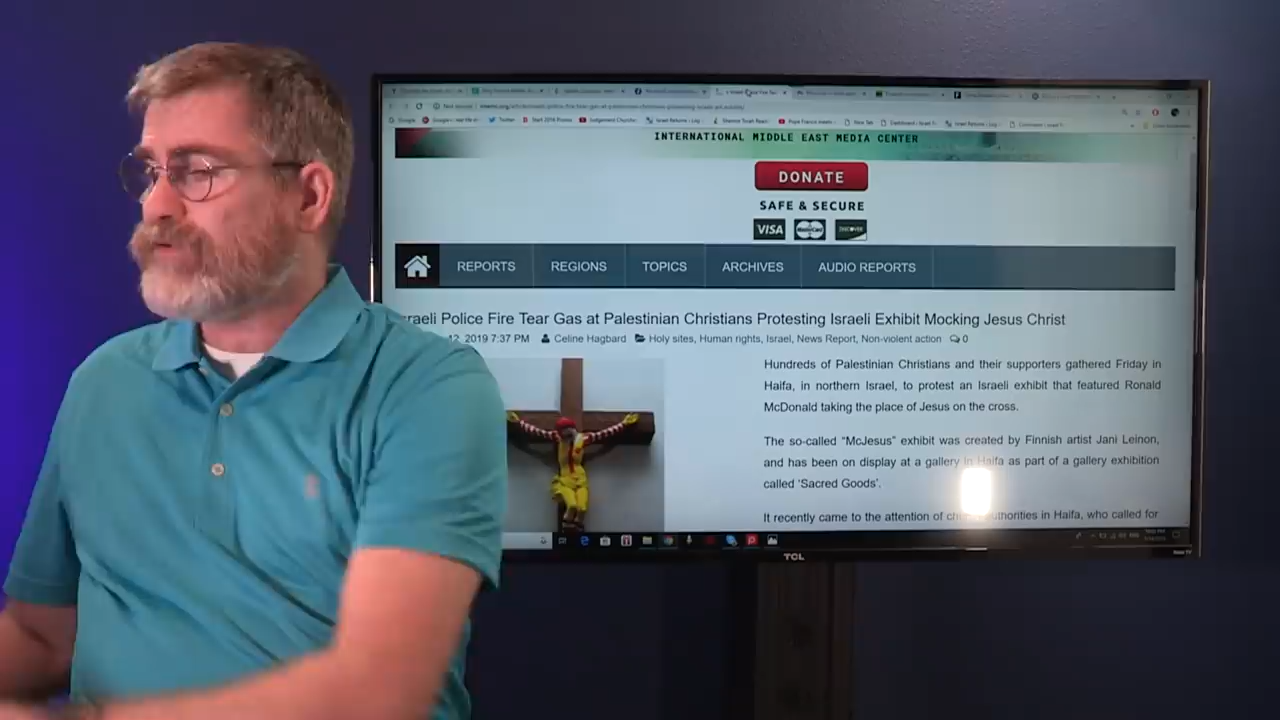 INTERNATIONAL MIDDLE EAST MEDIA CENTER
DONATE
SAFE & SECURE
VISA MasterCard DISCOVER
REPORTS REGIONS TOPICS ARCHIVES AUDIO REPORTS
raeli Police Fire Tear Gas at Palestinian Christians Protesting Israeli Exhibit Mocking Jesus Christ
12, 2019 7:37 PM Celine Hagbard Holy sites, Human rights, Israel, News Report, Non-violent action 0
Hundreds of Palestinian Christians and their supporters gathered Friday in
Haifa, in northern Israel, to protest an Israeli exhibit that featured Ronald
McDonald taking the place of Jesus on the cross.
The so-called “McJesus” exhibit was created by Finnish artist Jani Leinon,
and has been on display at a gallery in Haifa as part of a gallery exhibition
called ‘Sacred Goods’.
It recently came to the attention of authorities in Haifa, who called for
TCL